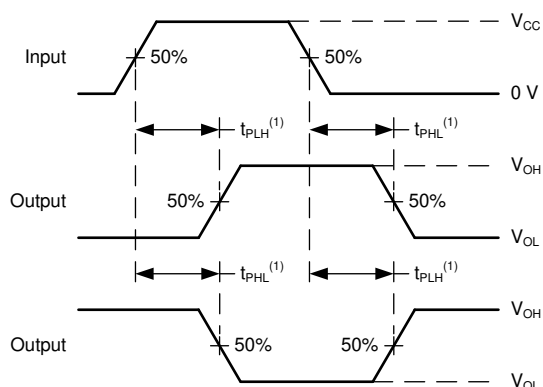 V_CC
Input 50% 50%
0 V
t_PLH^(1) t_PHL^(1)
V_OH
Output 50% 50%
V_OL
t_PHL^(1) t_PLH^(1)
V_OH
Output 50% 50%
V_OL